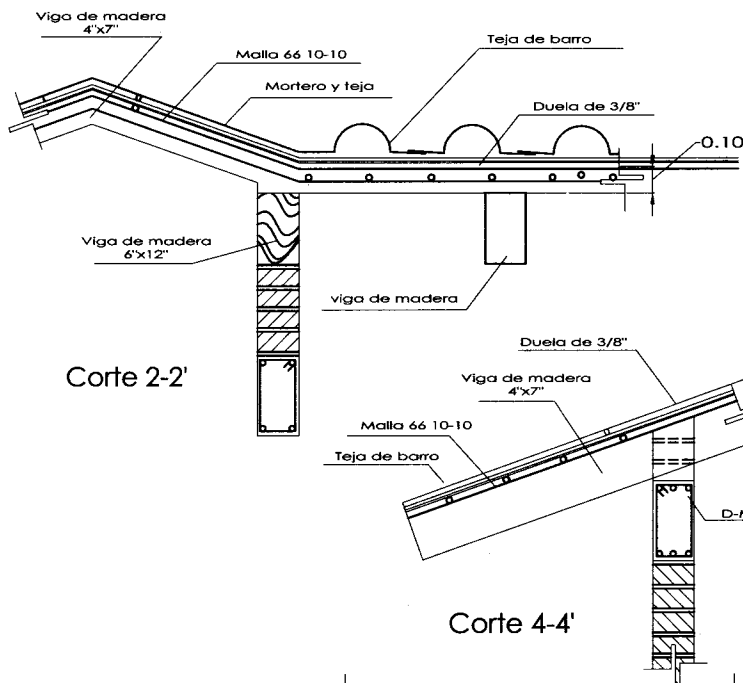 Viga de madera
4"x7"
Malla 66 10-10
Mortero y teja
Teja de barro
Duela de 3/8"
0.10
Viga de madera
6"x12"
viga de madera
Corte 2-2'
Duela de 3/8"
Viga de madera
4"x7"
Malla 66 10-10
Teja de barro
Corte 4-4'